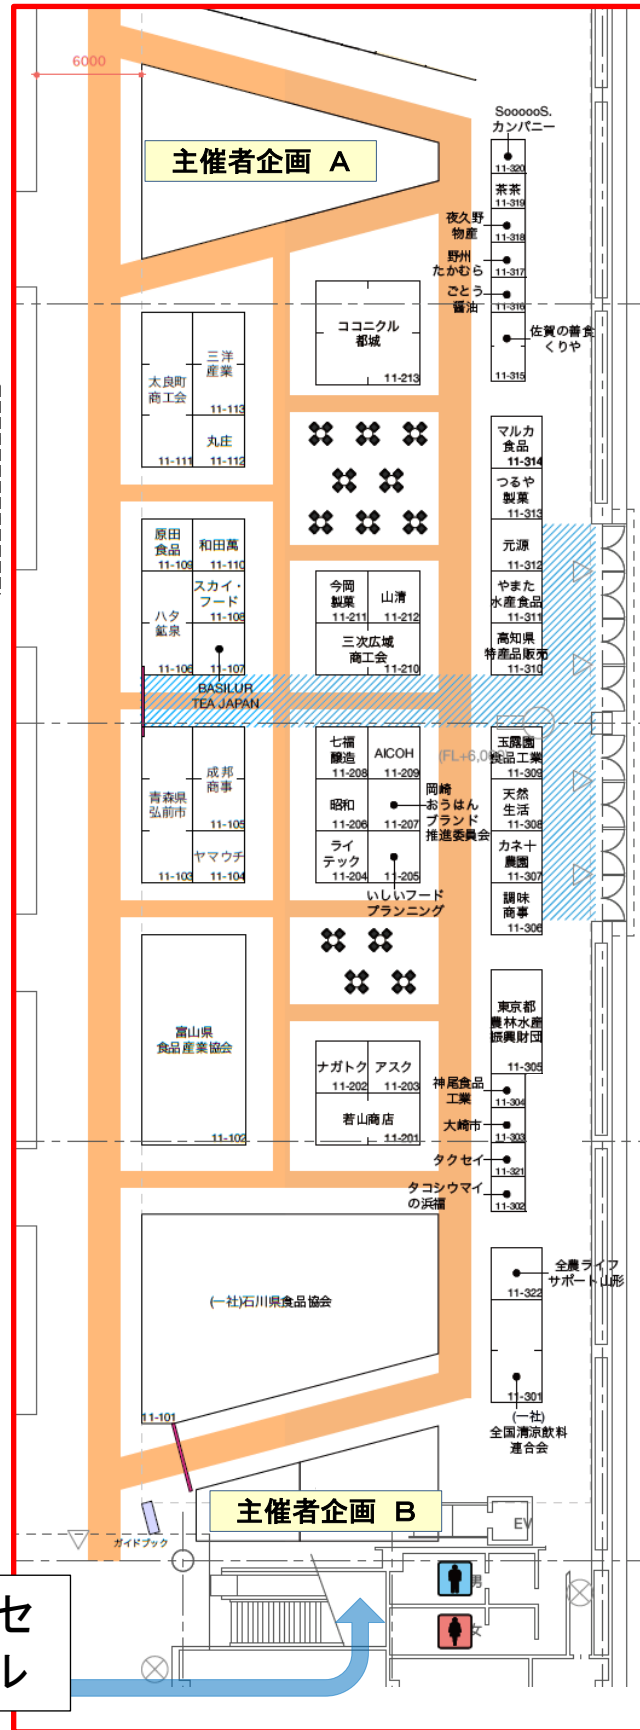 6000
主催者企画 A
SoooooS.
カンパニー
11-320
茶茶
11-319
夜久野
物産
11-318
野州
たかむら
11-317
ごとう
醤油
11-316
佐賀の善食
くりや
11-315
ココニクル
都城
11-213
太良町
商工会
11-111
三洋
産業
11-113
丸庄
11-112
マルカ
食品
11-314
つるや
製菓
11-313
元源
11-312
やまた
水産食品
11-311
高知県
特産品販売
11-310
原田
食品
11-109
和田萬
11-110
スカイ・
フード
11-108
ハタ
鉱泉
11-106
11-107
BASILUR
TEA JAPAN
今岡
製菓
11-211
山清
11-212
三次広域
商工会
11-210
七福
醸造
11-208
AICOH
11-209
(FL+6,00
昭和
11-206
11-207
岡崎
おうはん
ブランド
推進委員会
ライ
テック
11-204
11-205
いしいフード
プランニング
玉露園
食品工業
11-309
天然
生活
11-308
カネ十
農園
11-307
調味
商事
11-306
青森県
弘前市
11-103
成邦
商事
11-105
ヤマウチ
11-104
富山県
食品産業協会
11-102
ナガトク
11-202
アスク
11-203
若山商店
11-201
東京都
農林水産
振興財団
11-305
神尾食品
工業
11-304
大崎市
11-303
タクセイ
11-321
タコシウマイ
の浜福
11-302
(一社)石川県食品協会
11-101
全農ライフ
サポート山形
11-322
11-301
(一社)
全国清涼飲料
連合会
主催者企画 B
EV
ガイドブック
男
女
セ
ル